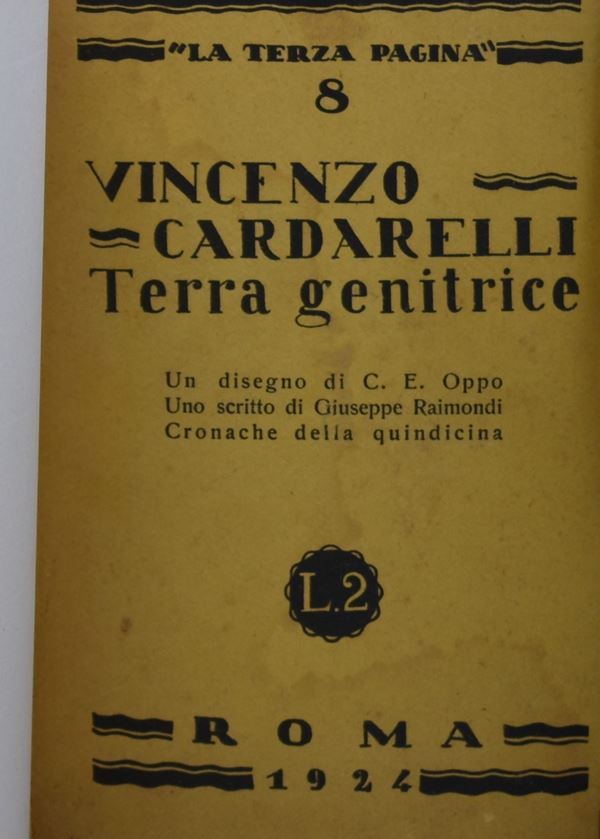 "LA TERZA PAGINA"
8
VINCENZO
CARDARELLI
Terra genitrice
Un disegno di C. E. Oppo
Uno scritto di Giuseppe Raimondi
Cronache della quindicina
L.2
ROMA
1924